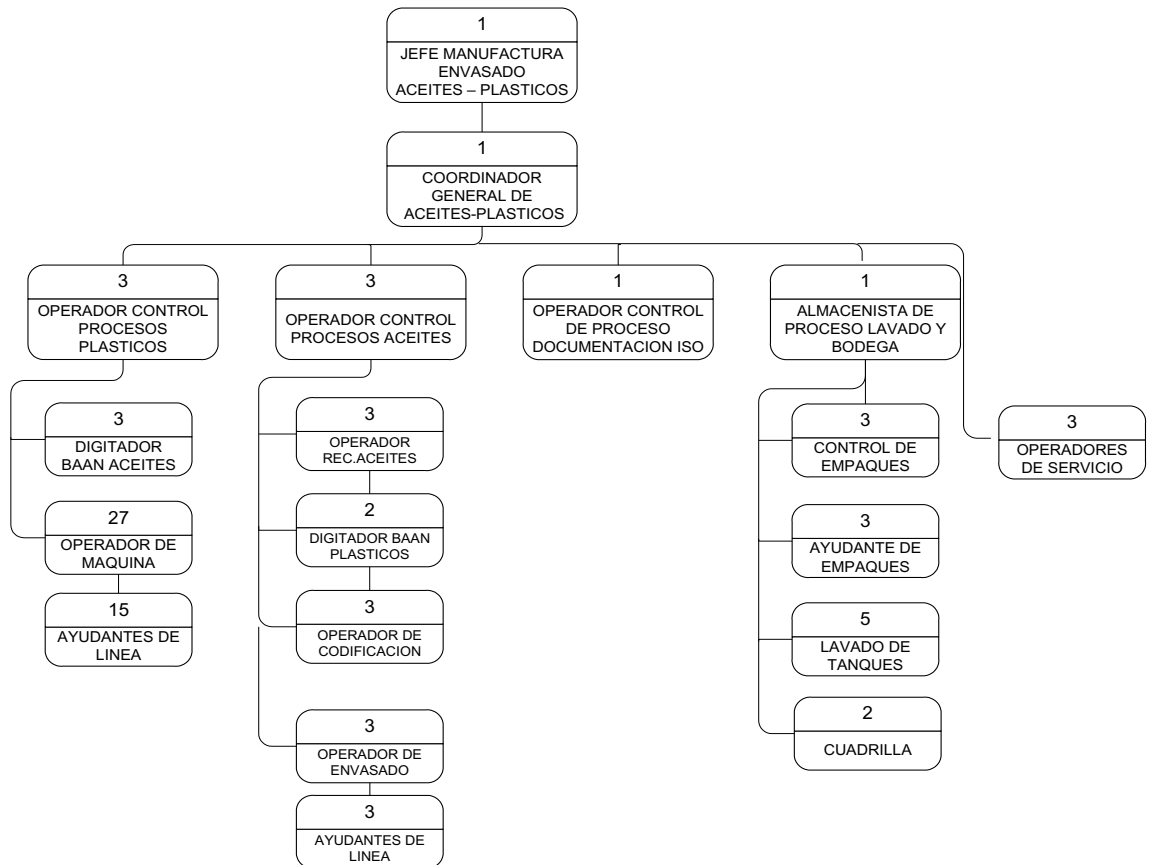 1
JEFE MANUFACTURA
ENVASADO
ACEITES – PLASTICOS
1
COORDINADOR
GENERAL DE
ACEITES-PLASTICOS
3
OPERADOR CONTROL
PROCESOS
PLASTICOS
3
DIGITADOR
BAAN ACEITES
27
OPERADOR DE
MAQUINA
15
AYUDANTES DE
LINEA
3
OPERADOR CONTROL
PROCESOS ACEITES
3
OPERADOR
REC.ACEITES
2
DIGITADOR BAAN
PLASTICOS
3
OPERADOR DE
CODIFICACION
3
OPERADOR DE
ENVASADO
3
AYUDANTES DE
LINEA
1
OPERADOR CONTROL
DE PROCESO
DOCUMENTACION ISO
1
ALMACENISTA DE
PROCESO LAVADO Y
BODEGA
3
CONTROL DE
EMPAQUES
3
AYUDANTE DE
EMPAQUES
5
LAVADO DE
TANQUES
2
CUADRILLA
3
OPERADORES
DE SERVICIO